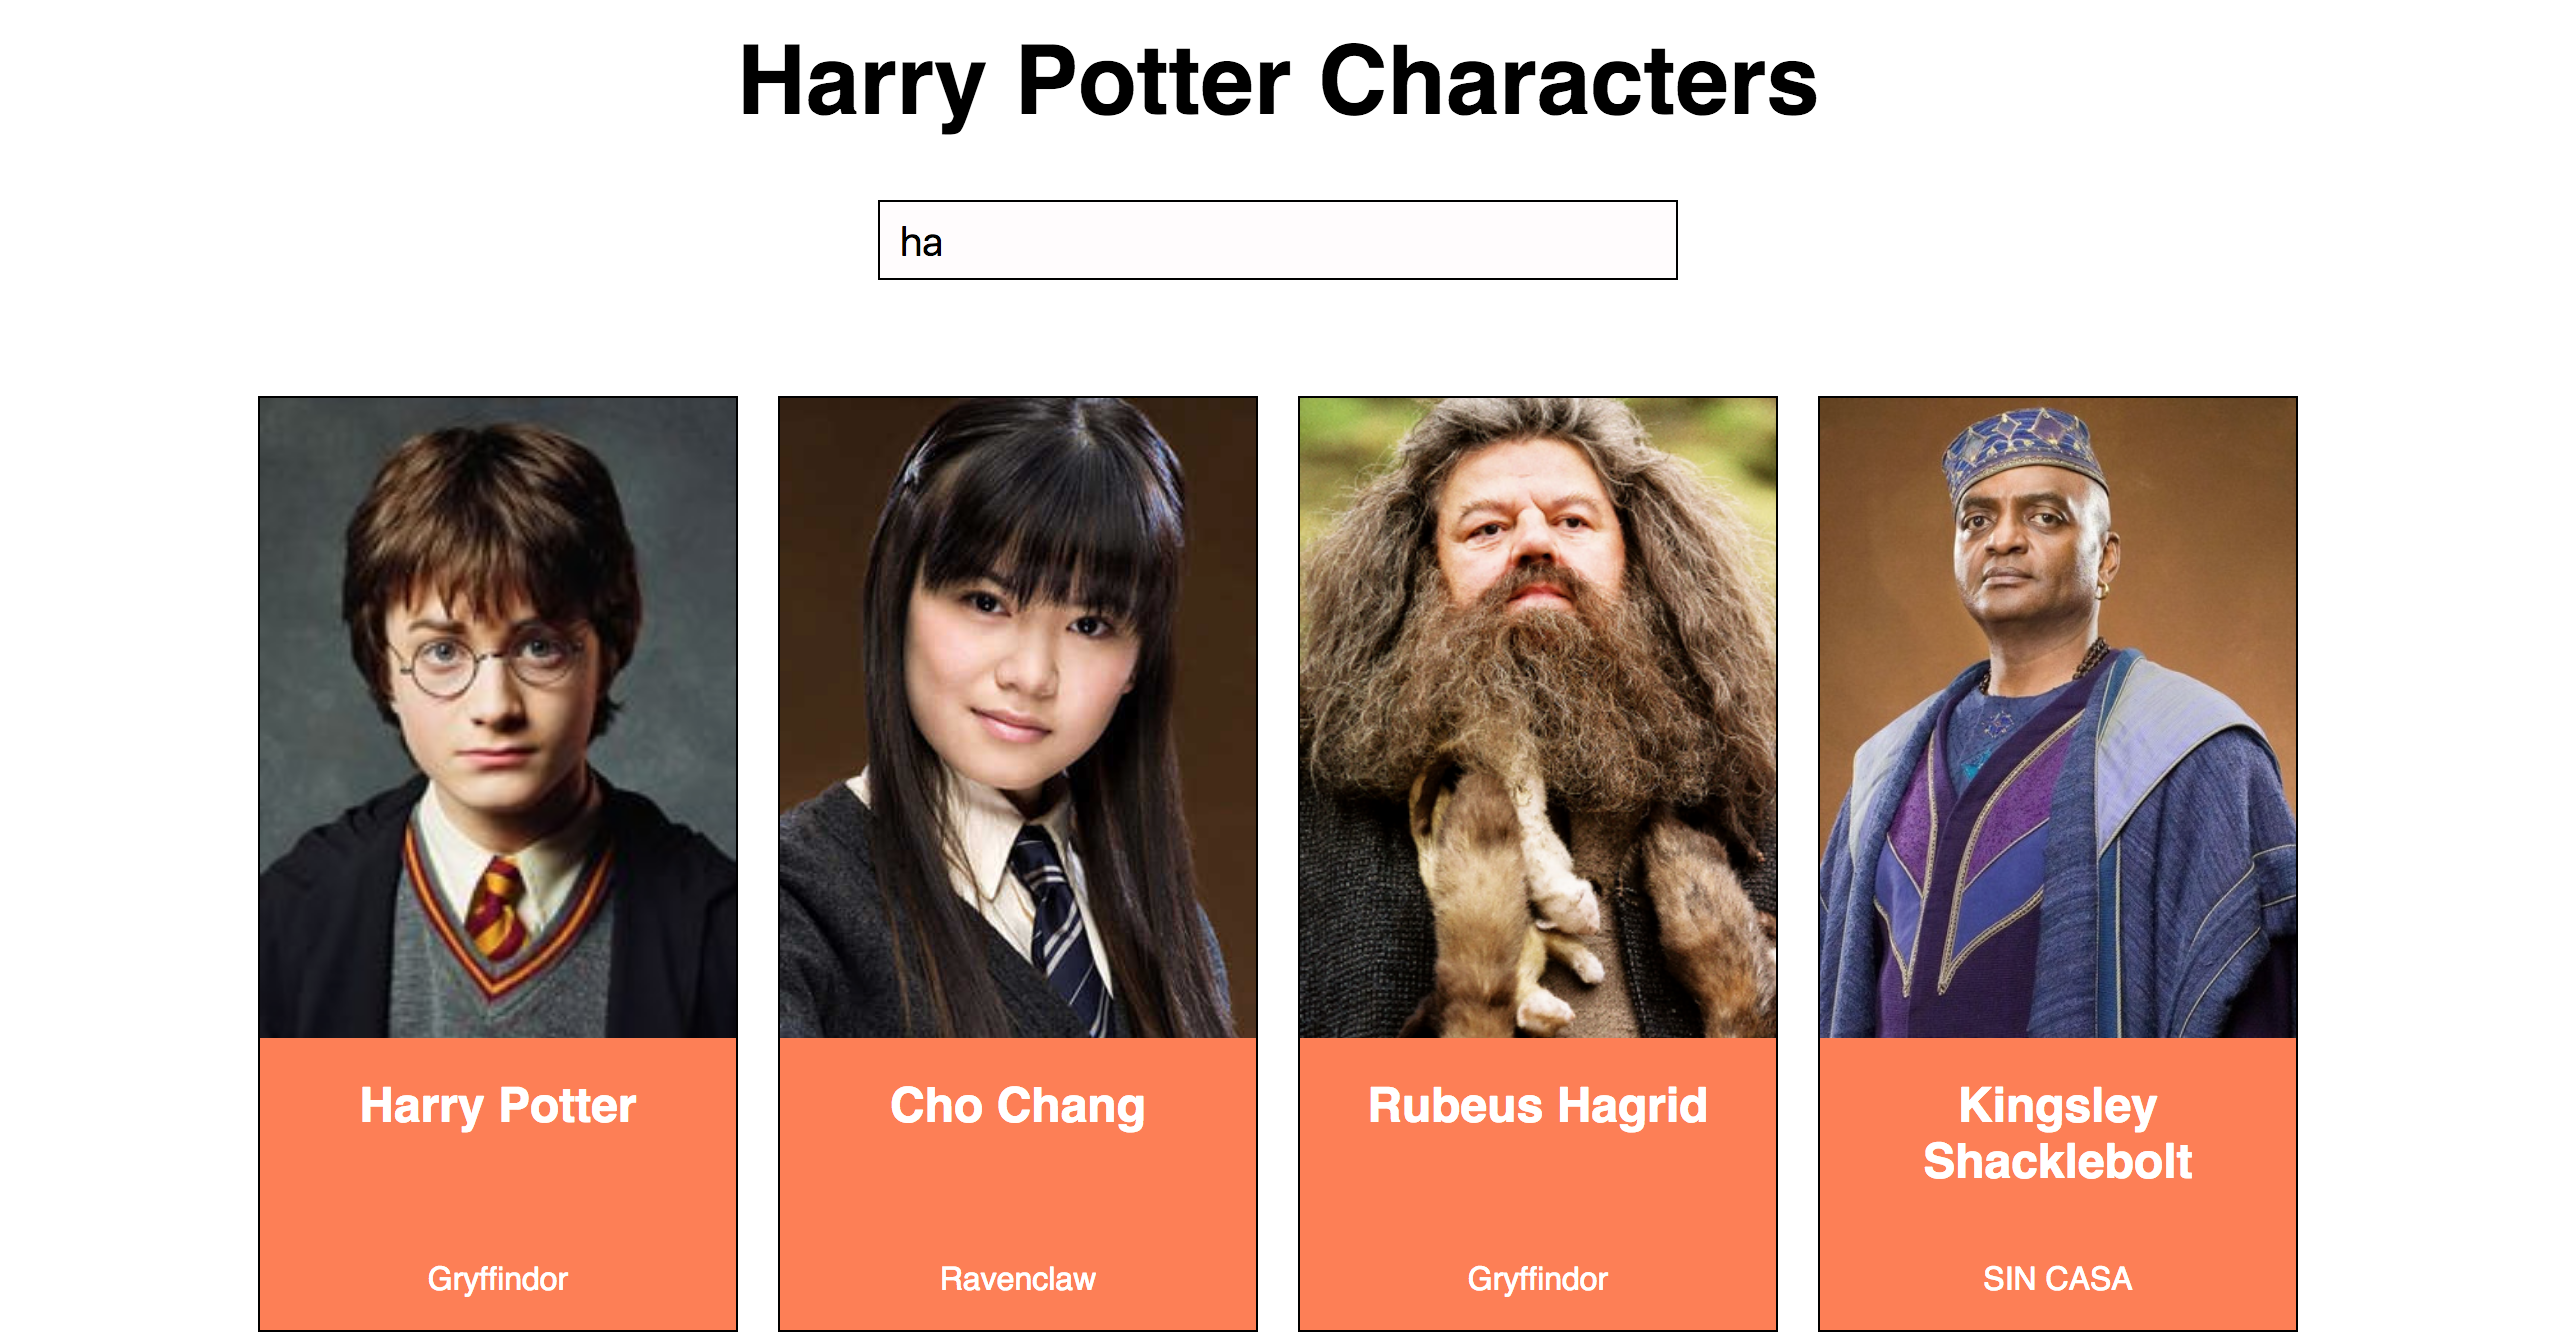 Harry Potter Characters
ha
Harry Potter
Cho Chang
Rubeus Hagrid
Kingsley
Shacklebolt
Gryffindor
Ravenclaw
Gryffindor
SIN CASA